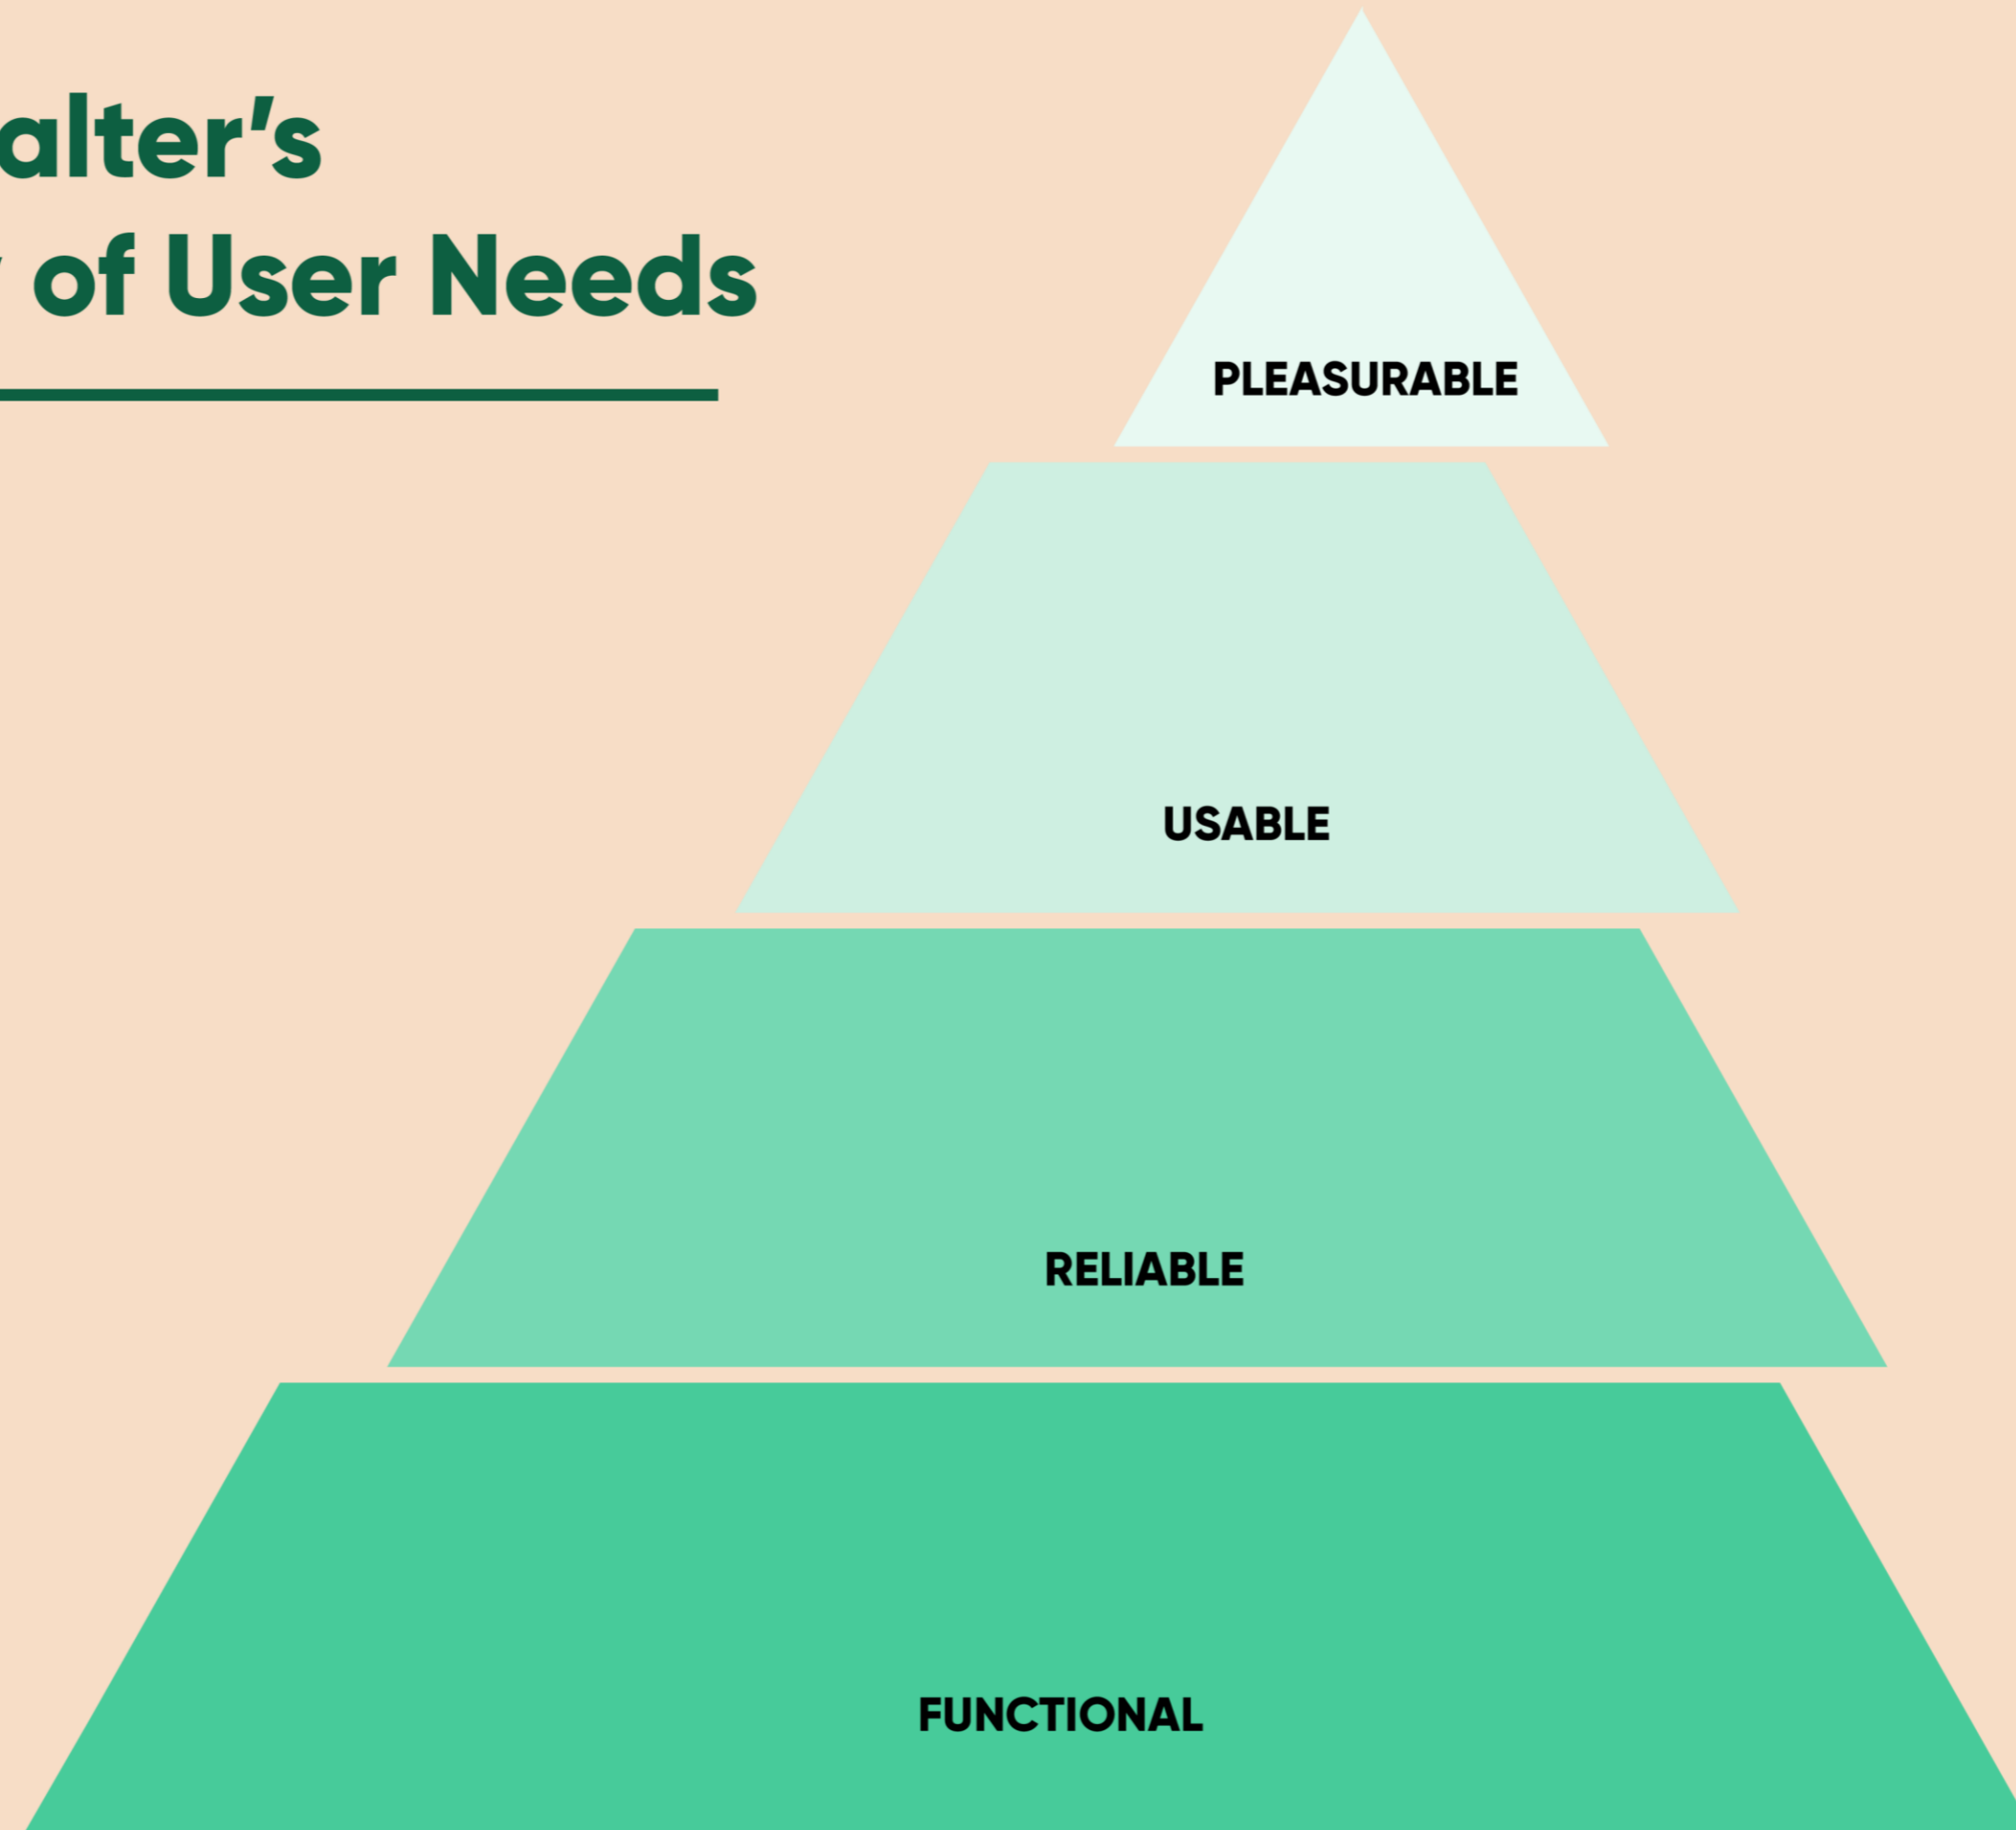 alter's
of User Needs
PLEASURABLE
USABLE
RELIABLE
FUNCTIONAL